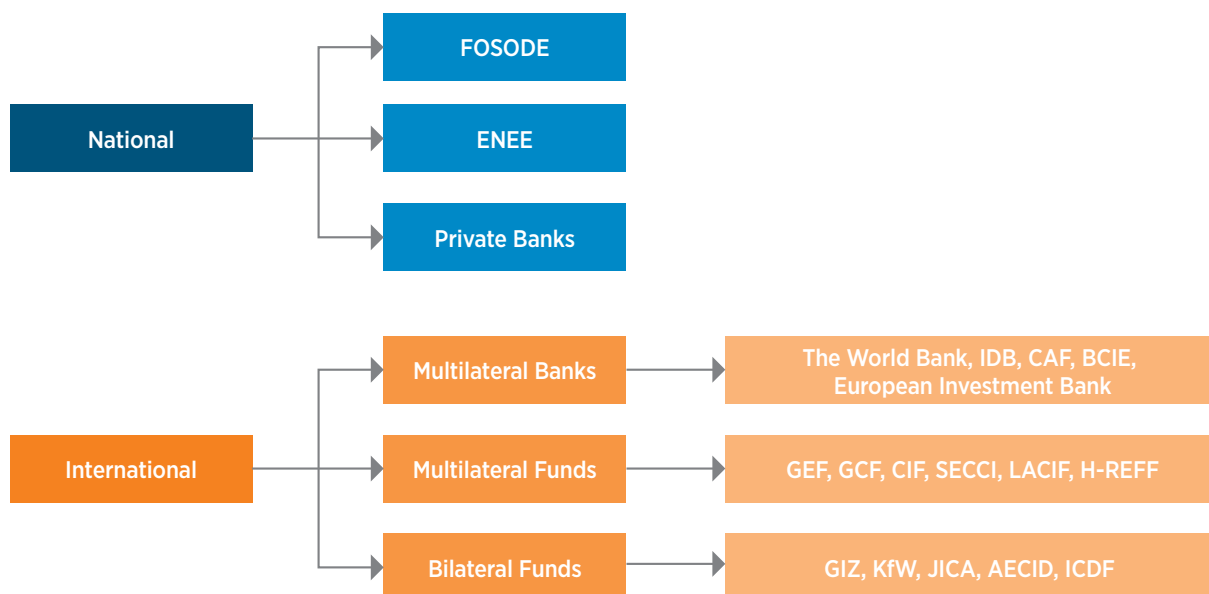 FOSODE
National
ENEE
Private Banks
Multilateral Banks
The World Bank, IDB, CAF, BCIE,
European Investment Bank
International
Multilateral Funds
GEF, GCF, CIF, SECCI, LACIF, H-REFF
Bilateral Funds
GIZ, KfW, JICA, AECID, ICDF